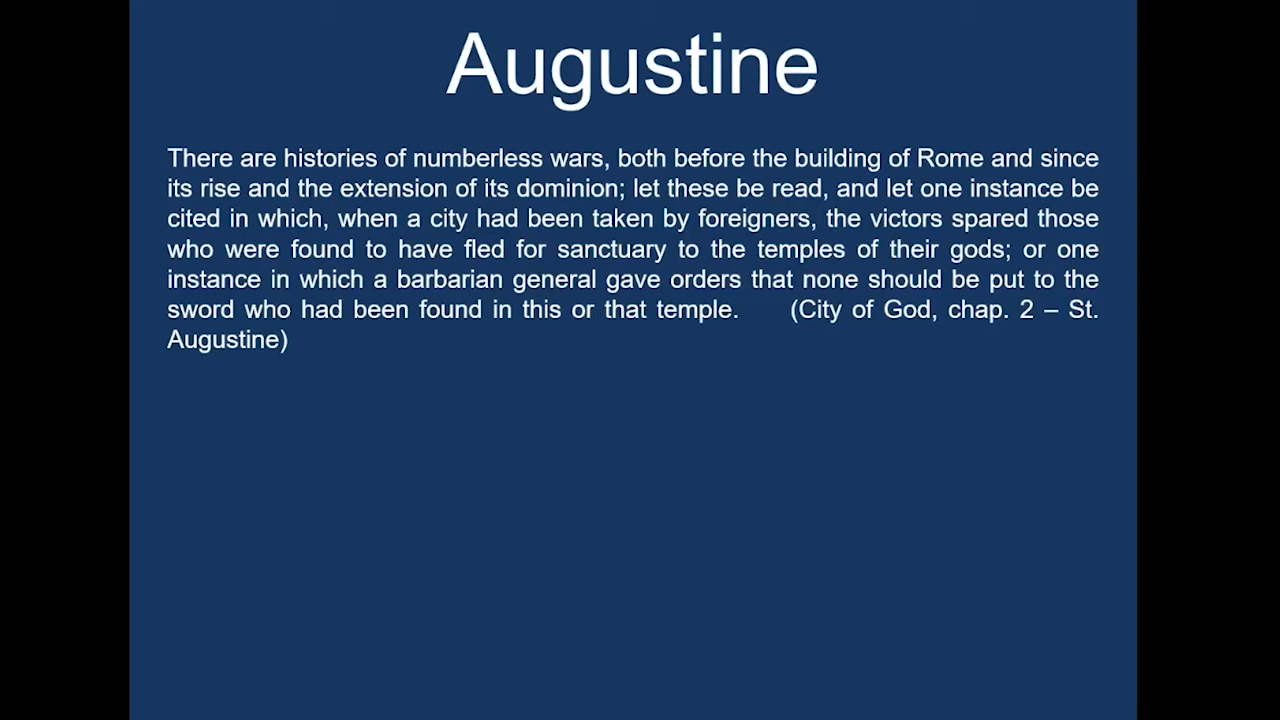 Augustine
There are histories of numberless wars, both before the building of Rome and since
its rise and the extension of its dominion; let these be read, and let one instance be
cited in which, when a city had been taken by foreigners, the victors spared those
who were found to have fled for sanctuary to the temples of their gods; or one
instance in which a barbarian general gave orders that none should be put to the
sword who had been found in this or that temple. (City of God, chap. 2 – St.
Augustine)